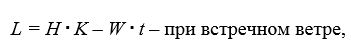 L = H · K – W · t – при встречном ветре,